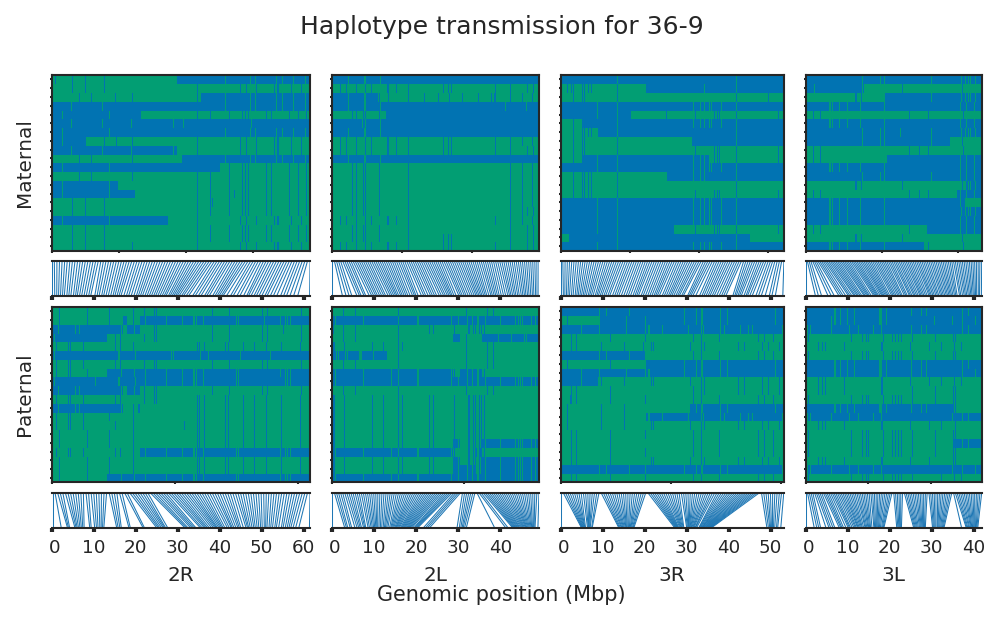 Haplotype transmission for 36-9
Maternal
Paternal
0 10 20 30 40 50 60
0 10 20 30 40
0 10 20 30 40 50
0 10 20 30 40
2R
2L
3R
3L
Genomic position (Mbp)